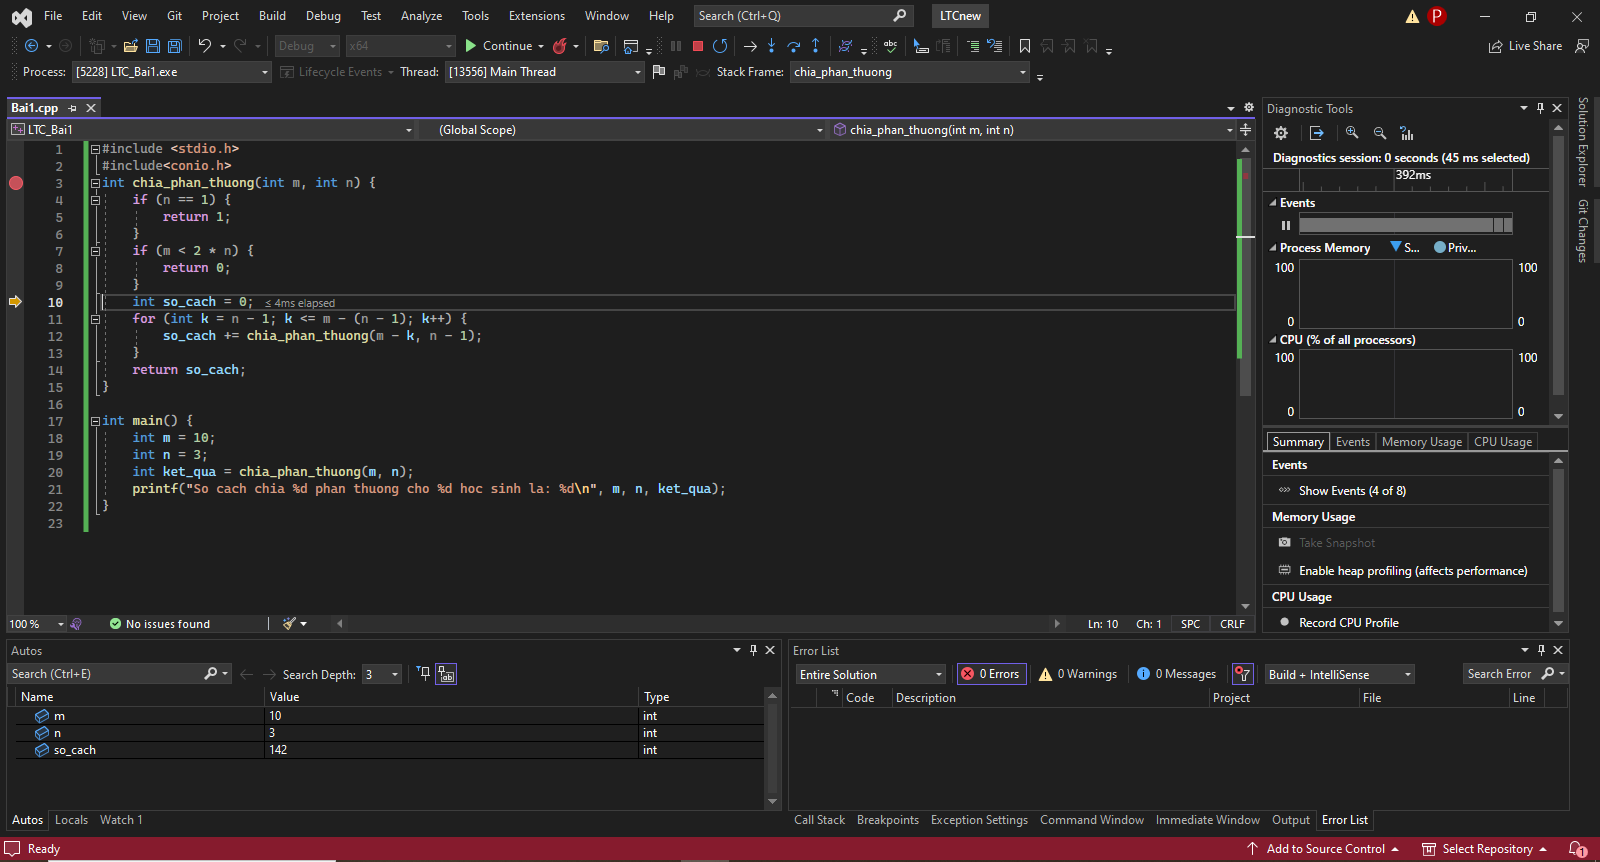 File Edit View Git Project Build Debug Test Analyze Tools Extensions Window Help Search (Ctrl+Q) LTCnew P
Debug x64 Continue abc Live Share
Process: [5228] LTC_Bai1.exe Lifecycle Events Thread: [13556] Main Thread Stack Frame: chia_phan_thuong
Bai1.cpp
LTC_Bai1 (Global Scope) chia_phan_thuong(int m, int n)
1 #include <stdio.h>
2 #include<conio.h>
3 int chia_phan_thuong(int m, int n) {
4 if (n == 1) {
5 return 1;
6 }
7 if (m < 2 * n) {
8 return 0;
9 }
10 int so_cach = 0; ≤ 4ms elapsed
11 for (int k = n - 1; k <= m - (n - 1); k++) {
12 so_cach += chia_phan_thuong(m - k, n - 1);
13 }
14 return so_cach;
15 }
16
17 int main() {
18 int m = 10;
19 int n = 3;
20 int ket_qua = chia_phan_thuong(m, n);
21 printf("So cach chia %d phan thuong cho %d hoc sinh la: %d\n", m, n, ket_qua);
22 }
23
100 % No issues found Ln: 10 Ch: 1 SPC CRLF
Diagnostic Tools
Diagnostics session: 0 seconds (45 ms selected)
392ms
Events
Process Memory S... Priv...
100 100
0 0
CPU (% of all processors)
100 100
0 0
Summary Events Memory Usage CPU Usage
Events
Show Events (4 of 8)
Memory Usage
Take Snapshot
Enable heap profiling (affects performance)
CPU Usage
Record CPU Profile
Solution Explorer
Git Changes
Autos
Search (Ctrl+E) Search Depth: 3
Name Value Type
m 10 int
n 3 int
so_cach 142 int
Autos Locals Watch 1
Error List
Entire Solution 0 Errors 0 Warnings 0 Messages Build + IntelliSense Search Error
Code Description Project File Line
Call Stack Breakpoints Exception Settings Command Window Immediate Window Output Error List
Ready Add to Source Control Select Repository 1